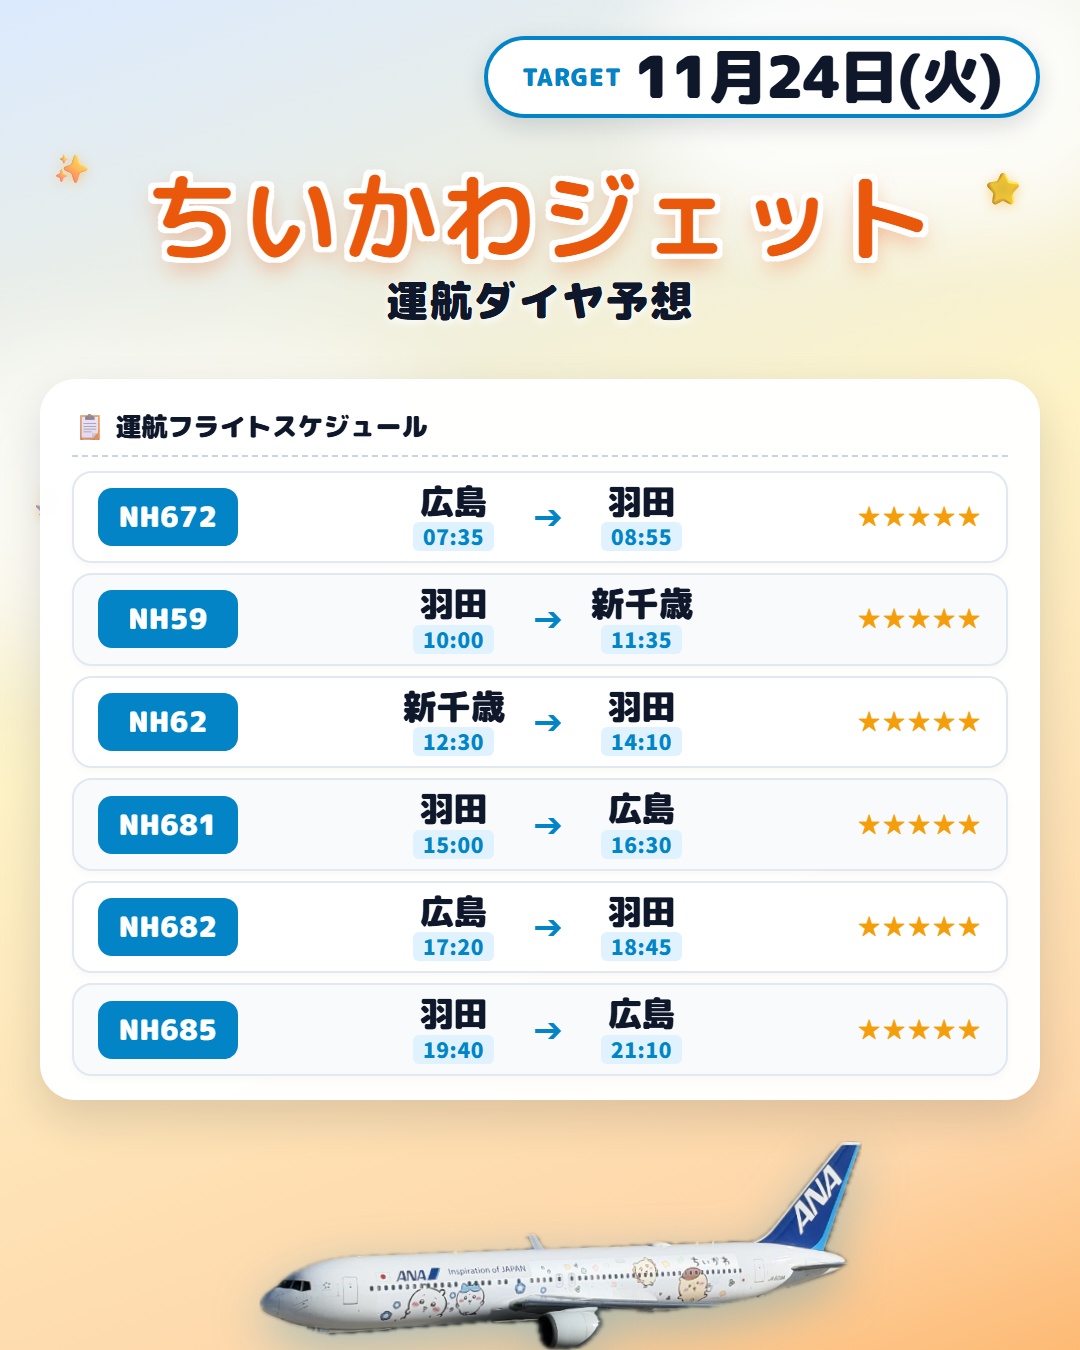 TARGET 11月24日(火)
ちいかわジェット
運航ダイヤ予想
📋 運航フライトスケジュール
NH672 広島 07:35 → 羽田 08:55 ★★★★★
NH59 羽田 10:00 → 新千歳 11:35 ★★★★★
NH62 新千歳 12:30 → 羽田 14:10 ★★★★★
NH681 羽田 15:00 → 広島 16:30 ★★★★★
NH682 広島 17:20 → 羽田 18:45 ★★★★★
NH685 羽田 19:40 → 広島 21:10 ★★★★★
ANA
ANA Inspiration of JAPAN ちいかわ